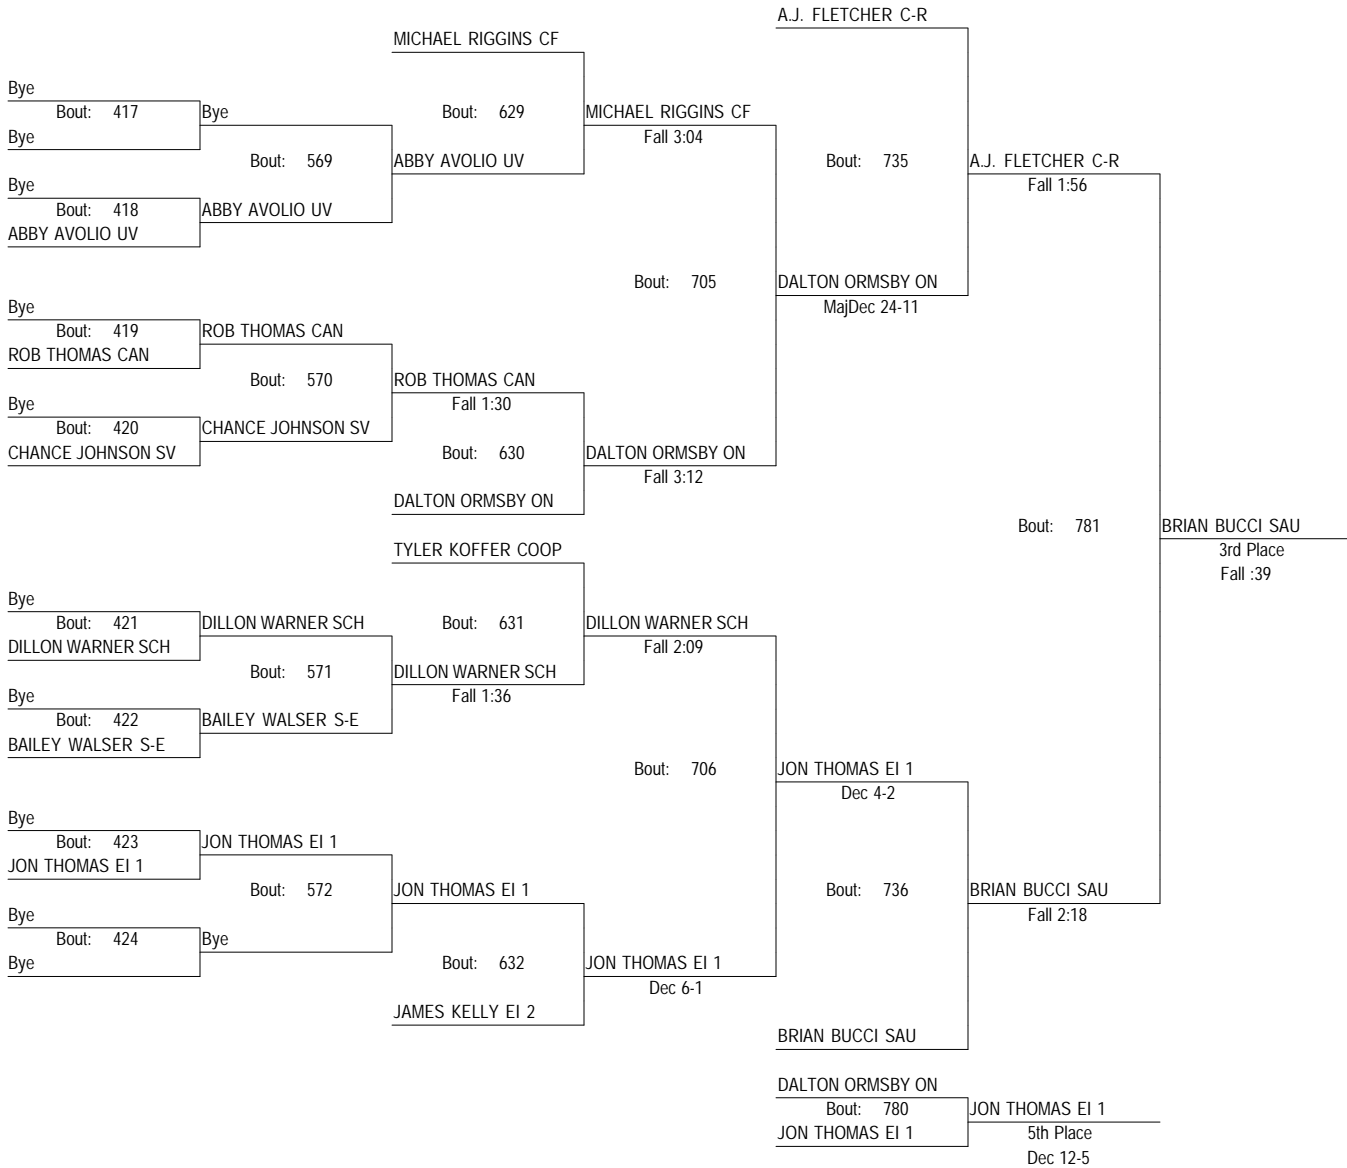 A.J. FLETCHER C-R
MICHAEL RIGGINS CF
Bye
Bout: 417
Bye
Bout: 629
MICHAEL RIGGINS CF
Bye
Fall 3:04
Bout: 569
ABBY AVOLIO UV
Bout: 735
A.J. FLETCHER C-R
Bye
Fall 1:56
Bout: 418
ABBY AVOLIO UV
ABBY AVOLIO UV
Bout: 705
DALTON ORMSBY ON
Bye
MajDec 24-11
Bout: 419
ROB THOMAS CAN
ROB THOMAS CAN
Bout: 570
ROB THOMAS CAN
Fall 1:30
Bye
Bout: 420
CHANCE JOHNSON SV
CHANCE JOHNSON SV
Bout: 630
DALTON ORMSBY ON
Fall 3:12
DALTON ORMSBY ON
Bout: 781
BRIAN BUCCI SAU
TYLER KOFFER COOP
3rd Place
Fall :39
Bye
Bout: 421
DILLON WARNER SCH
Bout: 631
DILLON WARNER SCH
DILLON WARNER SCH
Fall 2:09
Bout: 571
DILLON WARNER SCH
Bye
Fall 1:36
Bout: 422
BAILEY WALSER S-E
BAILEY WALSER S-E
Bout: 706
JON THOMAS EI 1
Dec 4-2
Bye
Bout: 423
JON THOMAS EI 1
JON THOMAS EI 1
Bout: 572
JON THOMAS EI 1
Bout: 736
BRIAN BUCCI SAU
Bye
Fall 2:18
Bout: 424
Bye
Bye
Bout: 632
JON THOMAS EI 1
Dec 6-1
JAMES KELLY EI 2
BRIAN BUCCI SAU
DALTON ORMSBY ON
Bout: 780
JON THOMAS EI 1
JON THOMAS EI 1
5th Place
Dec 12-5